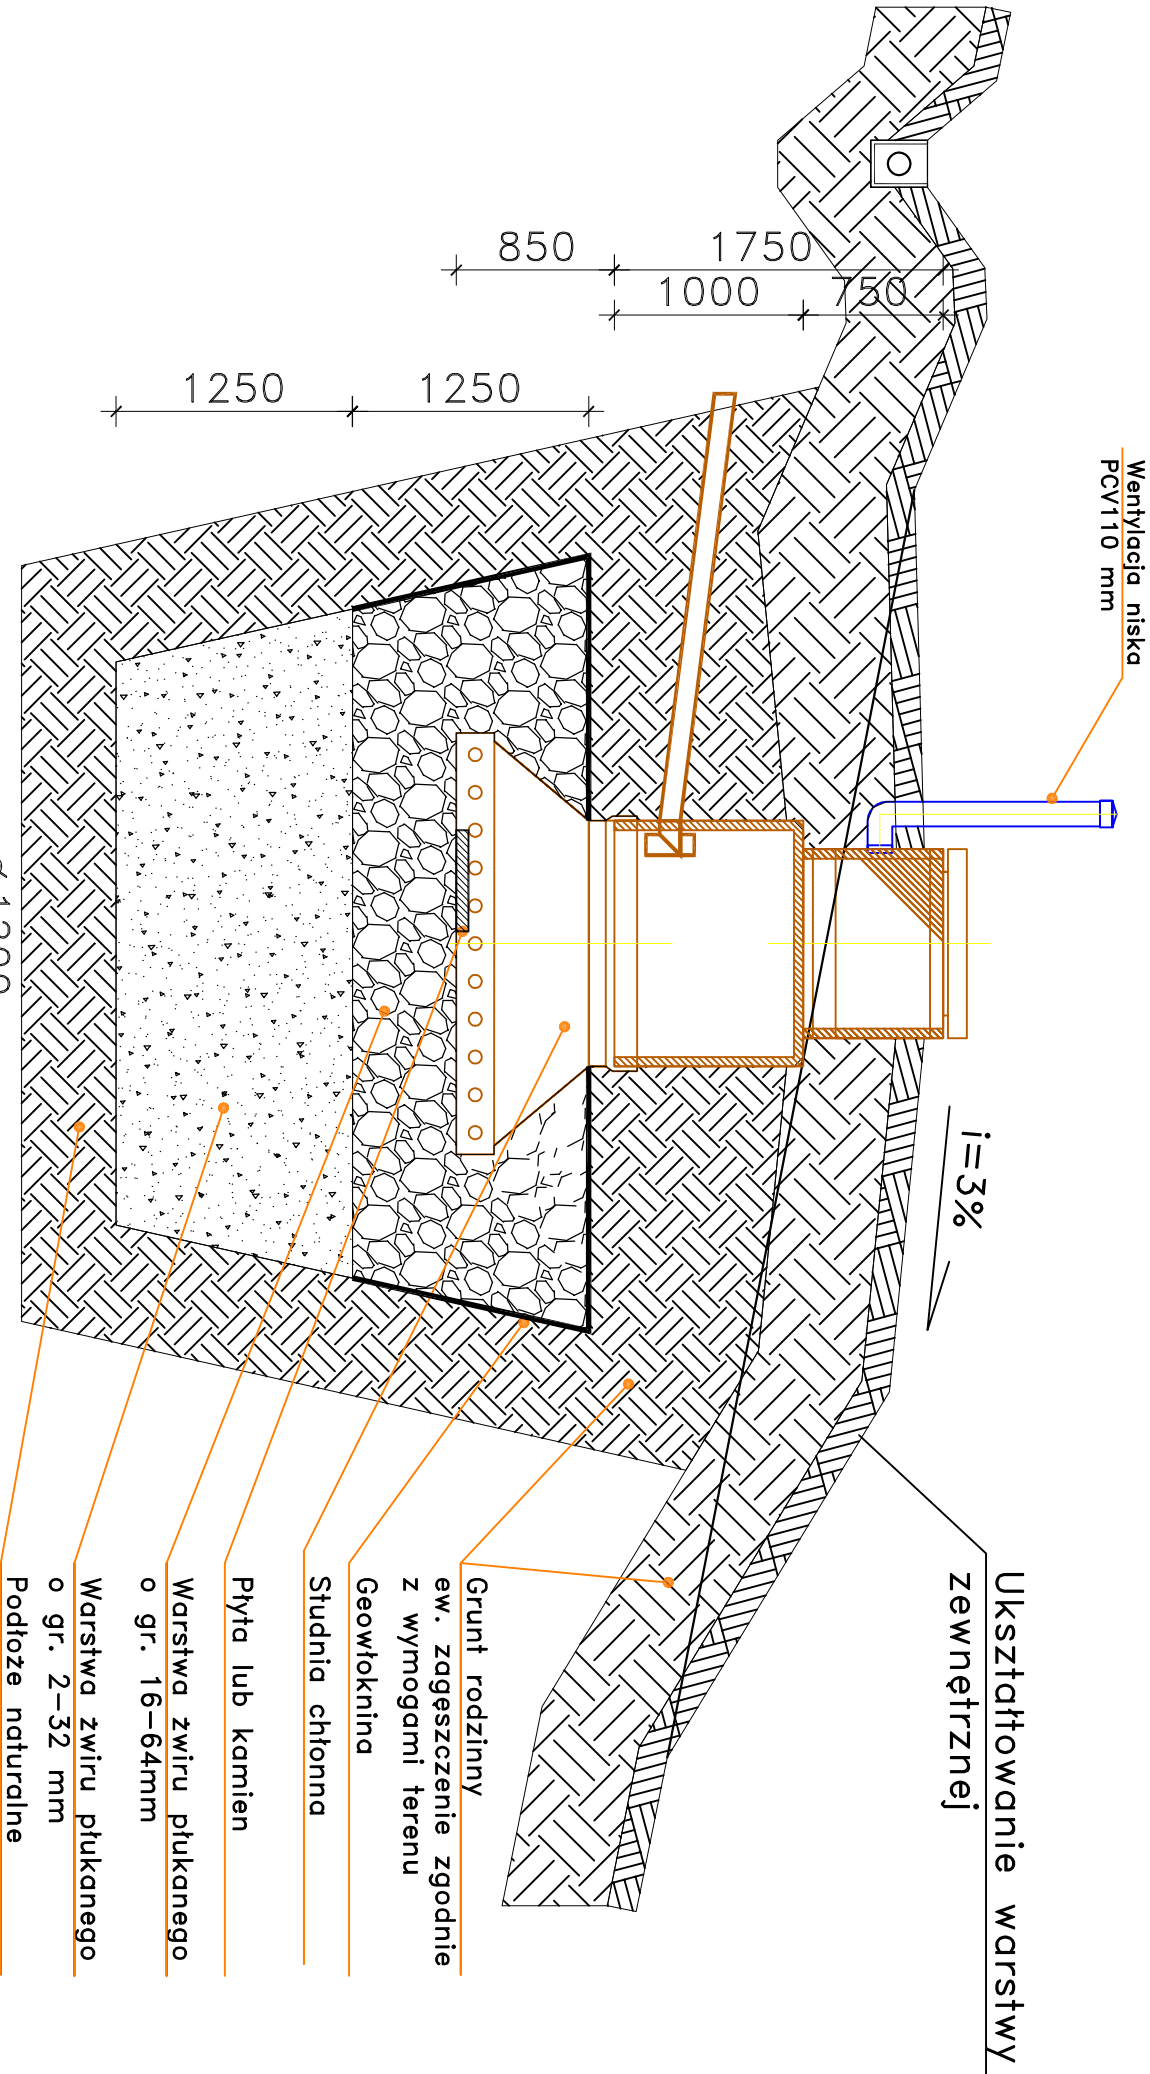 Wentylacja niska
PCV110 mm
i=3%
Ukształtowanie warstwy
zewnętrznej
1750
850
750
1000
1250
1250
Grunt rodzinny
ew. zagęszczenie zgodnie
z wymogami terenu
Geowłoknina
Studnia chłonna
Płyta lub kamien
Warstwa żwiru płukanego
o gr. 16-64mm
Warstwa żwiru płukanego
o gr. 2-32 mm
Podłoże naturalne